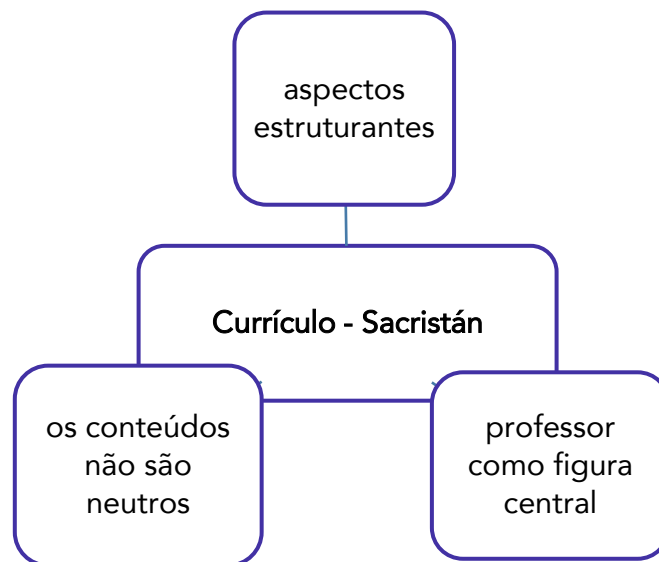 aspectos
estruturantes
Currículo - Sacristán
os conteúdos
não são
neutros
professor
como figura
central